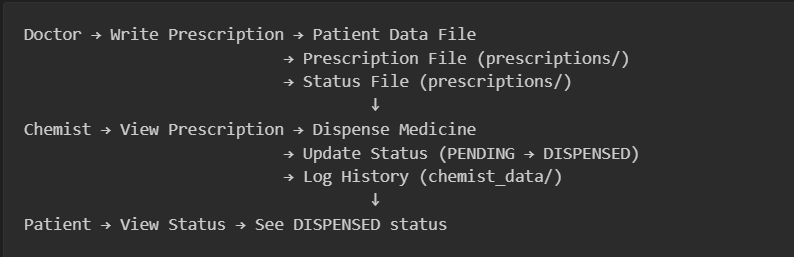 Doctor → Write Prescription → Patient Data File
→ Prescription File (prescriptions/)
→ Status File (prescriptions/)
↓
Chemist → View Prescription → Dispense Medicine
→ Update Status (PENDING → DISPENSED)
→ Log History (chemist_data/)
↓
Patient → View Status → See DISPENSED status